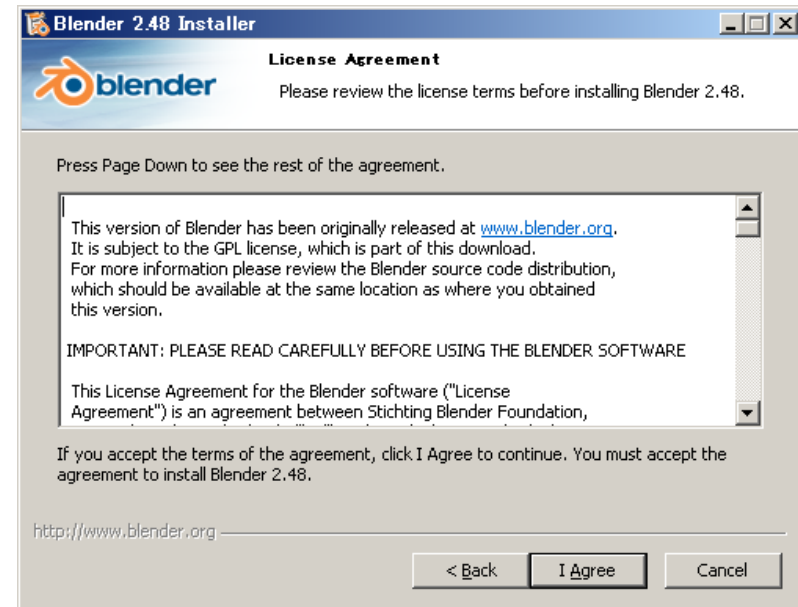 Blender 2.48 Installer
blender
License Agreement
Please review the license terms before installing Blender 2.48.
Press Page Down to see the rest of the agreement.
This version of Blender has been originally released at www.blender.org.
It is subject to the GPL license, which is part of this download.
For more information please review the Blender source code distribution,
which should be available at the same location as where you obtained
this version.
IMPORTANT: PLEASE READ CAREFULLY BEFORE USING THE BLENDER SOFTWARE
This License Agreement for the Blender software ("License
Agreement") is an agreement between Stichting Blender Foundation,
If you accept the terms of the agreement, click I Agree to continue. You must accept the
agreement to install Blender 2.48.
http://www.blender.org
< Back
I Agree
Cancel